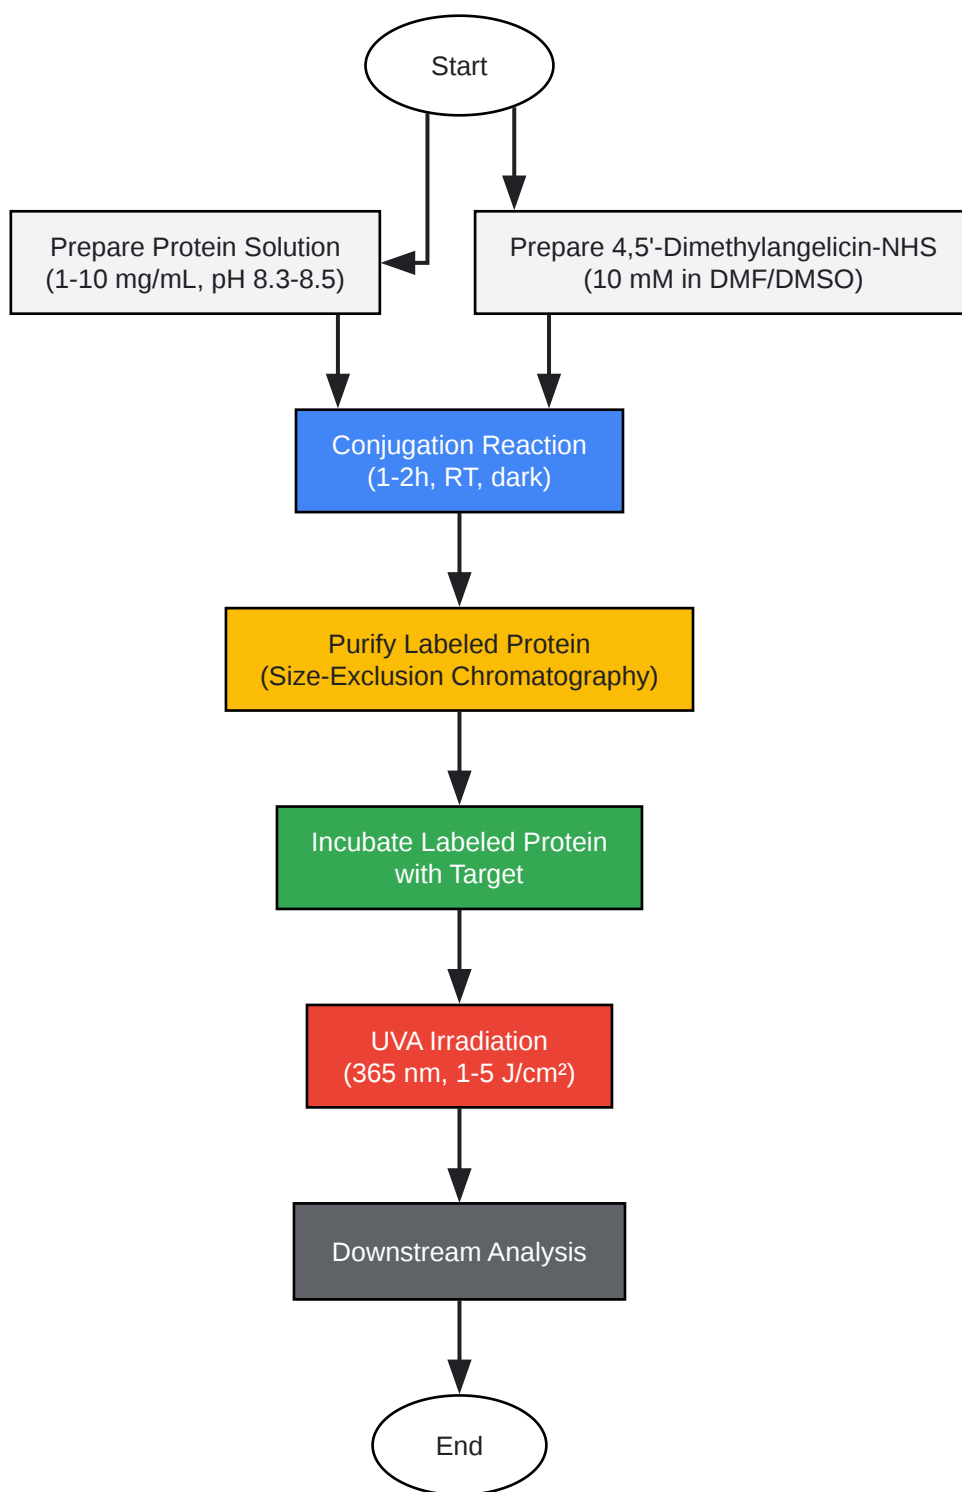 Start
Prepare Protein Solution
(1-10 mg/mL, pH 8.3-8.5)
Prepare 4,5'-Dimethylangelicin-NHS
(10 mM in DMF/DMSO)
Conjugation Reaction
(1-2h, RT, dark)
Purify Labeled Protein
(Size-Exclusion Chromatography)
Incubate Labeled Protein
with Target
UVA Irradiation
(365 nm, 1-5 J/cm²)
Downstream Analysis
End